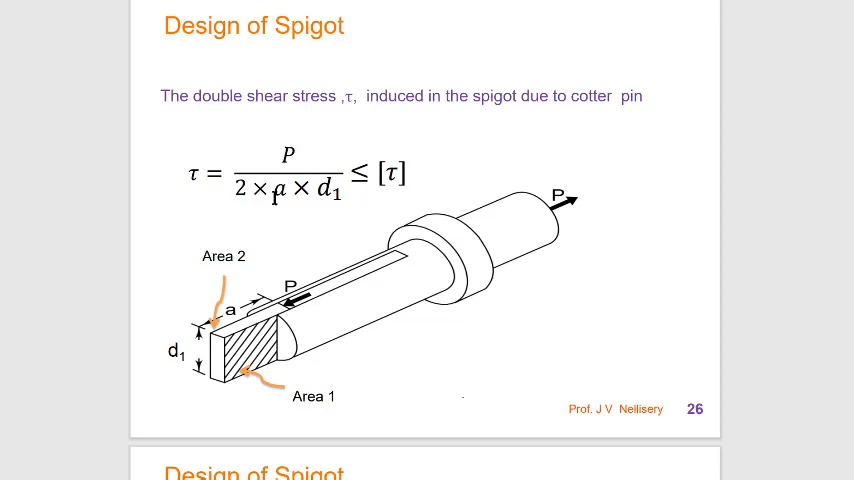 Design of Spigot
The double shear stress ,τ, induced in the spigot due to cotter pin
τ = P / 2 × a × d₁ ≤ [τ]
P
Area 2
P
a
d₁
Area 1
Prof. J V Nellisery 26
Design of Spigot